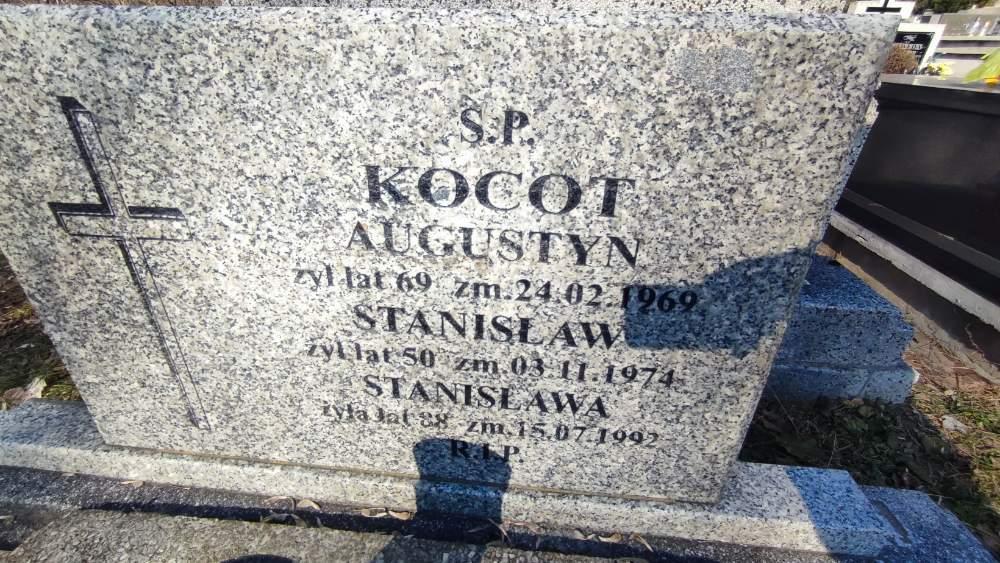 Ś.P.
KOCOT
AUGUSTYN
żył lat 69 zm.24.02.1969.
STANISŁAW
żył lat 50 zm.03.11.1974
STANISŁAWA
żyła lat 88 zm.15.07.1992
R.I.P.